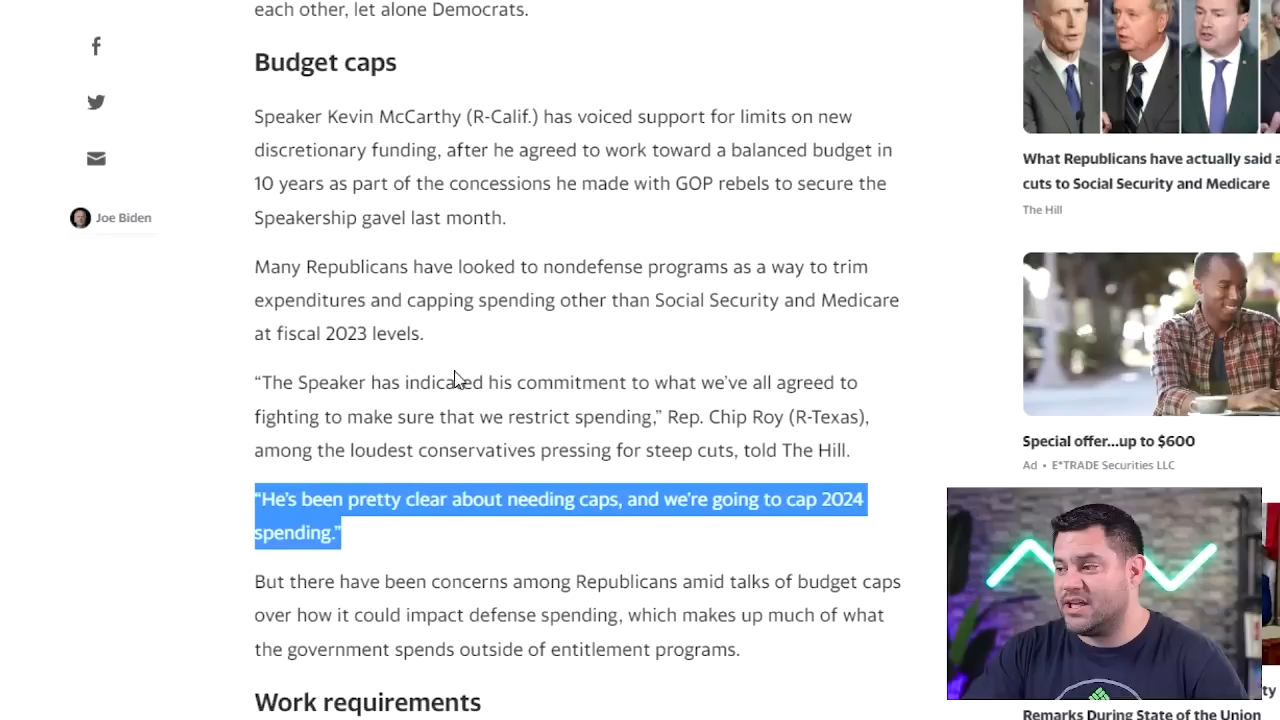 each other, let alone Democrats.
Budget caps
Speaker Kevin McCarthy (R-Calif.) has voiced support for limits on new
discretionary funding, after he agreed to work toward a balanced budget in
10 years as part of the concessions he made with GOP rebels to secure the
Speakership gavel last month.
Many Republicans have looked to nondefense programs as a way to trim
expenditures and capping spending other than Social Security and Medicare
at fiscal 2023 levels.
“The Speaker has indicated his commitment to what we’ve all agreed to
fighting to make sure that we restrict spending,” Rep. Chip Roy (R-Texas),
among the loudest conservatives pressing for steep cuts, told The Hill.
“He’s been pretty clear about needing caps, and we’re going to cap 2024
spending.”
But there have been concerns among Republicans amid talks of budget caps
over how it could impact defense spending, which makes up much of what
the government spends outside of entitlement programs.
Work requirements
Joe Biden
What Republicans have actually said a
cuts to Social Security and Medicare
The Hill
Special offer...up to $600
Ad • E*TRADE Securities LLC
ty
Remarks During State of the Union